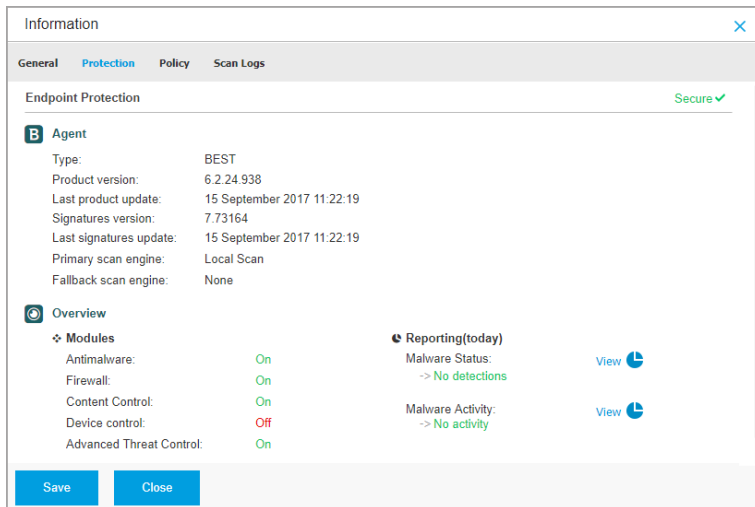 Information
General Protection Policy Scan Logs
Endpoint Protection Secure
B Agent
Type: BEST
Product version: 6.2.24.938
Last product update: 15 September 2017 11:22:19
Signatures version: 7.73164
Last signatures update: 15 September 2017 11:22:19
Primary scan engine: Local Scan
Fallback scan engine: None
Overview
Modules Reporting(today)
Antimalware: On Malware Status: View
-> No detections
Firewall: On
Content Control: On
Device control: Off Malware Activity: View
-> No activity
Advanced Threat Control: On
Save Close